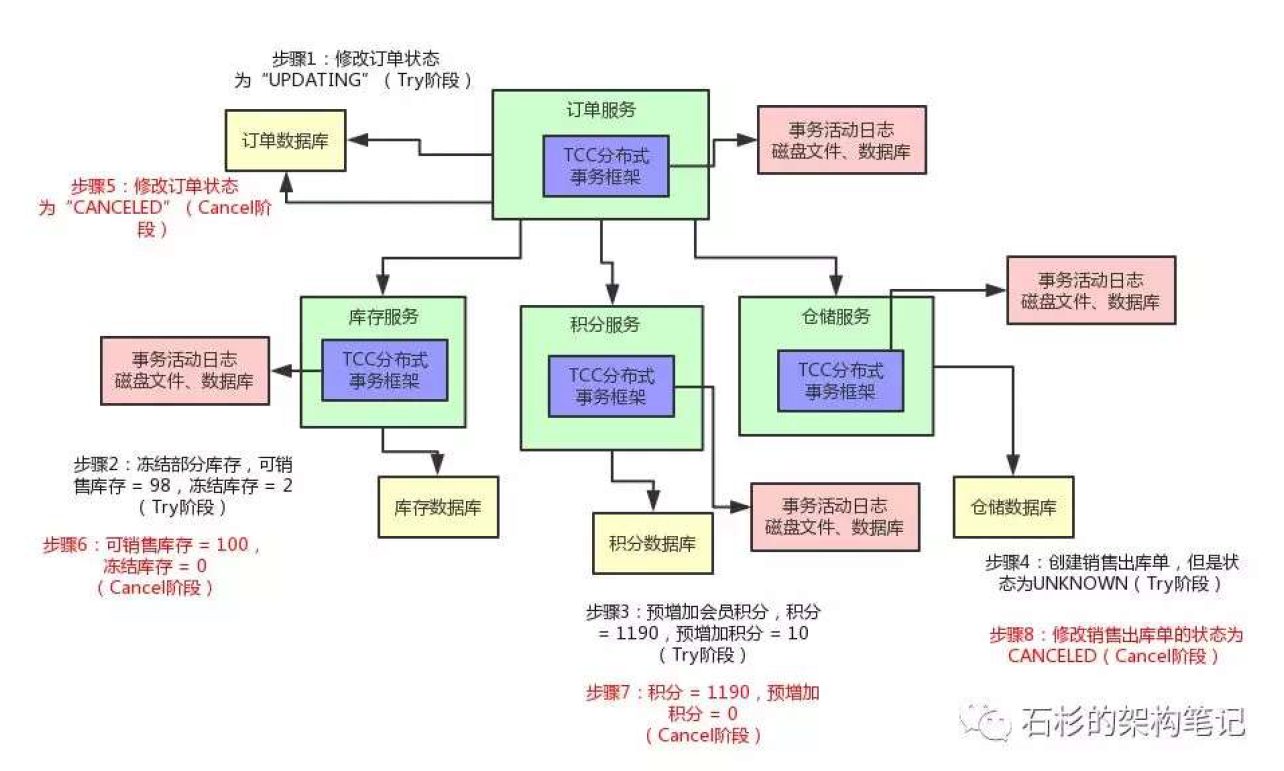 步骤1：修改订单状态
为“UPDATING”（Try阶段）
订单服务
TCC分布式
事务框架
事务活动日志
磁盘文件、数据库
订单数据库
步骤5：修改订单状态
为“CANCELED”（Cancel阶
段）
库存服务
TCC分布式
事务框架
事务活动日志
磁盘文件、数据库
积分服务
TCC分布式
事务框架
仓储服务
TCC分布式
事务框架
事务活动日志
磁盘文件、数据库
步骤2：冻结部分库存，可销
售库存 = 98，冻结库存 = 2
（Try阶段）
步骤6：可销售库存 = 100，
冻结库存 = 0
（Cancel阶段）
库存数据库
积分数据库
事务活动日志
磁盘文件、数据库
仓储数据库
步骤3：预增加会员积分，积分
= 1190，预增加积分 = 10
（Try阶段）
步骤7：积分 = 1190，预增加
积分 = 0
（Cancel阶段）
步骤4：创建销售出库单，但是状
态为UNKNOWN（Try阶段）
步骤8：修改销售出库单的状态为
CANCELED（Cancel阶段）
石杉的架构笔记